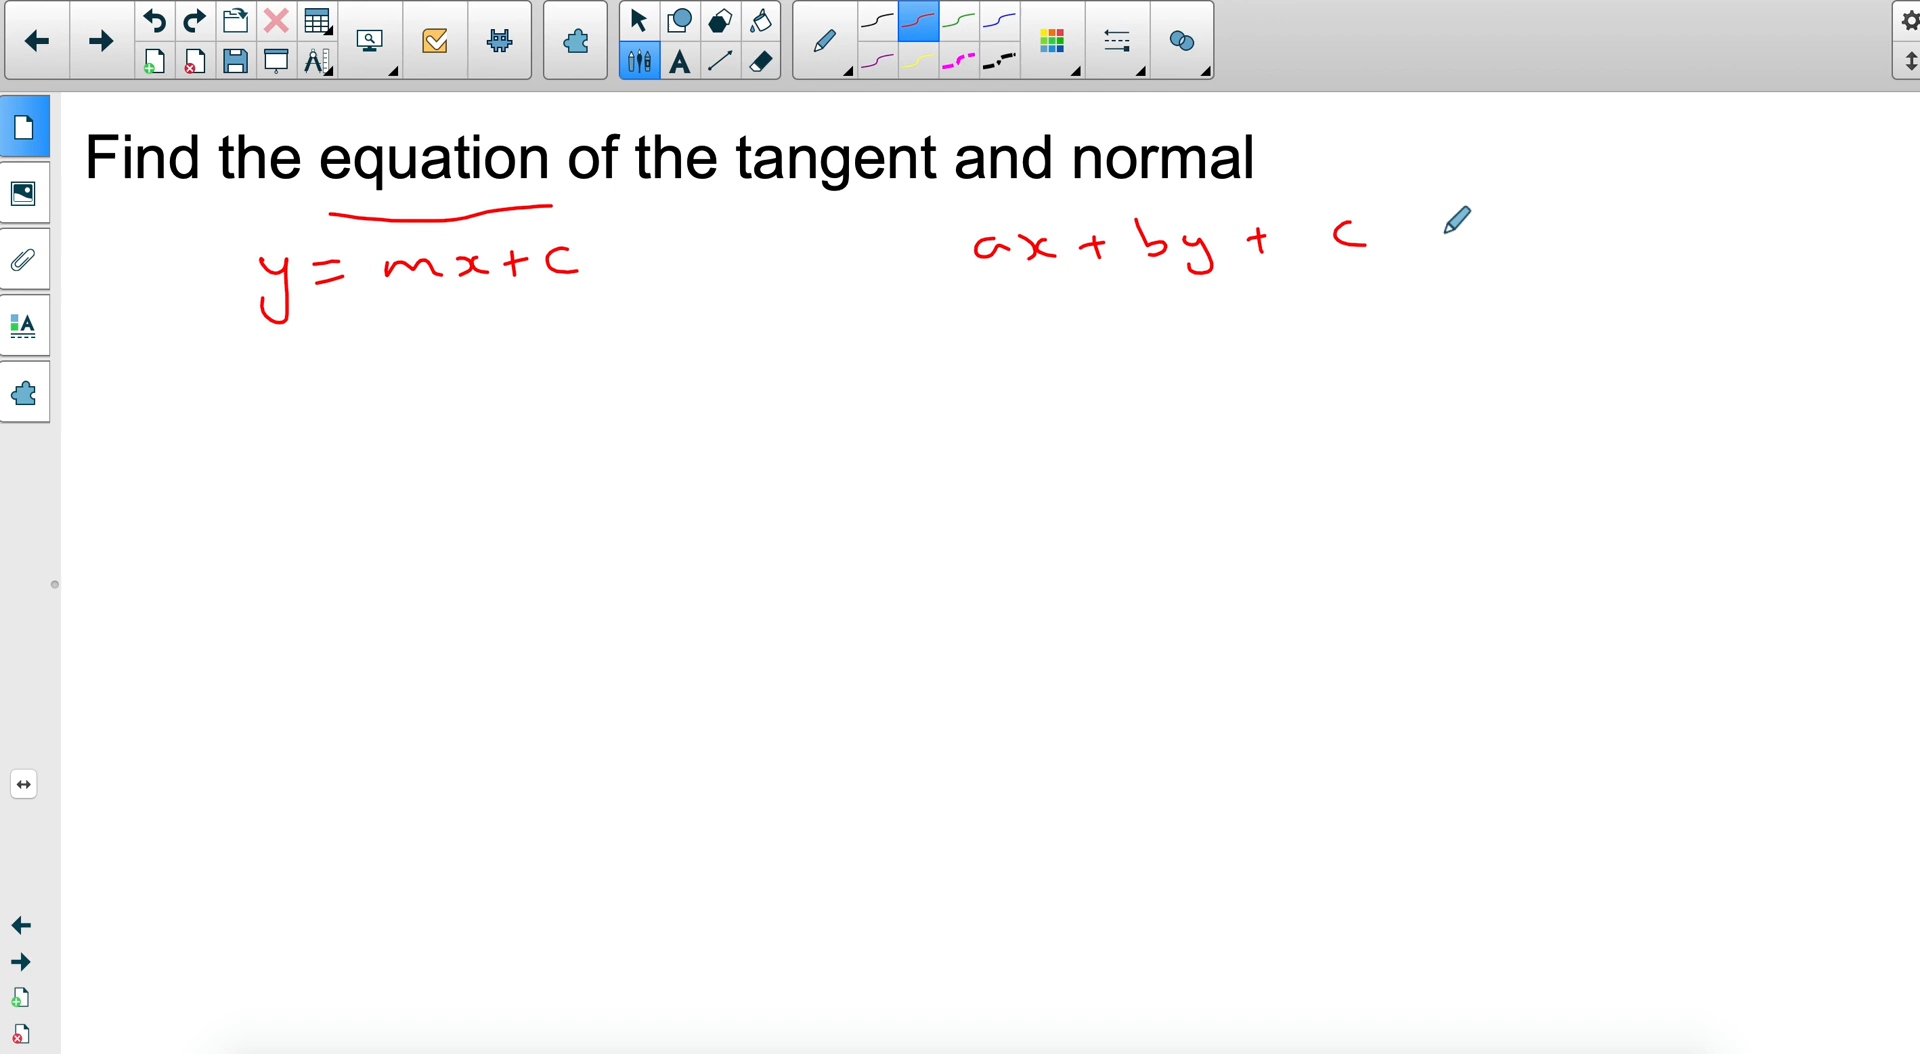 Find the equation of the tangent and normal
y = mx + c
ax + by + c